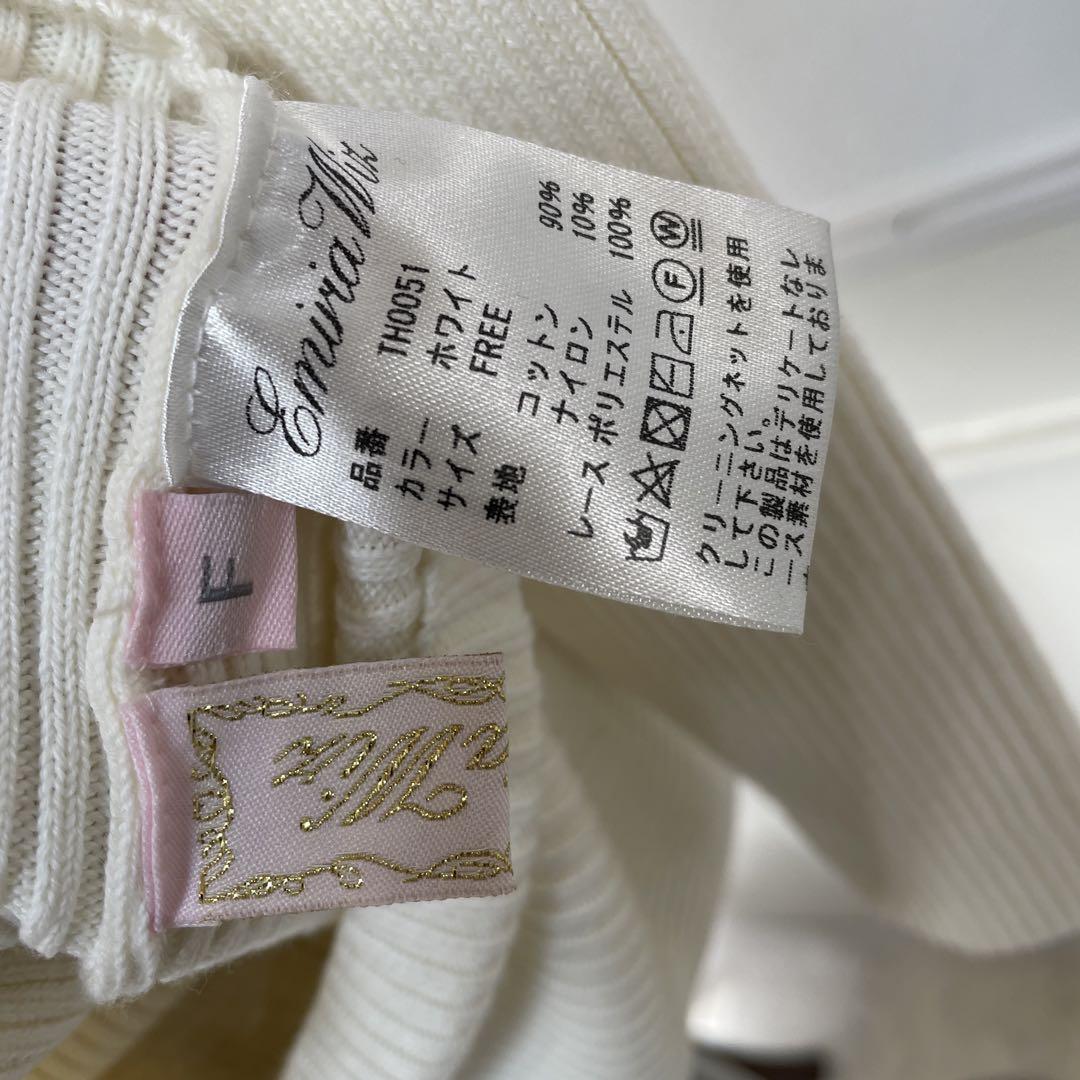 EmiriaWiz
品番 TH0051
カラー ホワイト
サイズ FREE
表地 コットン 90%
ナイロン 10%
レース ポリエステル 100%
F W
クリーニングネットを使用
して下さい。
この製品はデリケートなレ
ース素材を使用しておりま
F
a Wiz